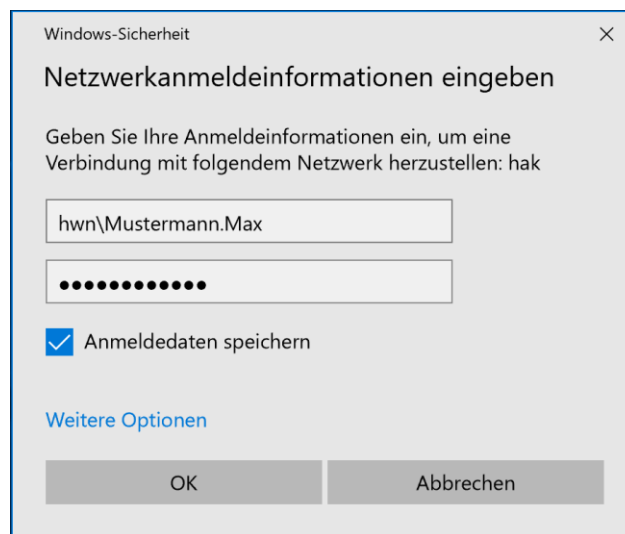 Windows-Sicherheit
Netzwerkanmeldeinformationen eingeben
Geben Sie Ihre Anmeldeinformationen ein, um eine
Verbindung mit folgendem Netzwerk herzustellen: hak
hwn\Mustermann.Max
●●●●●●●●●●●●
Anmeldedaten speichern
Weitere Optionen
OK
Abbrechen